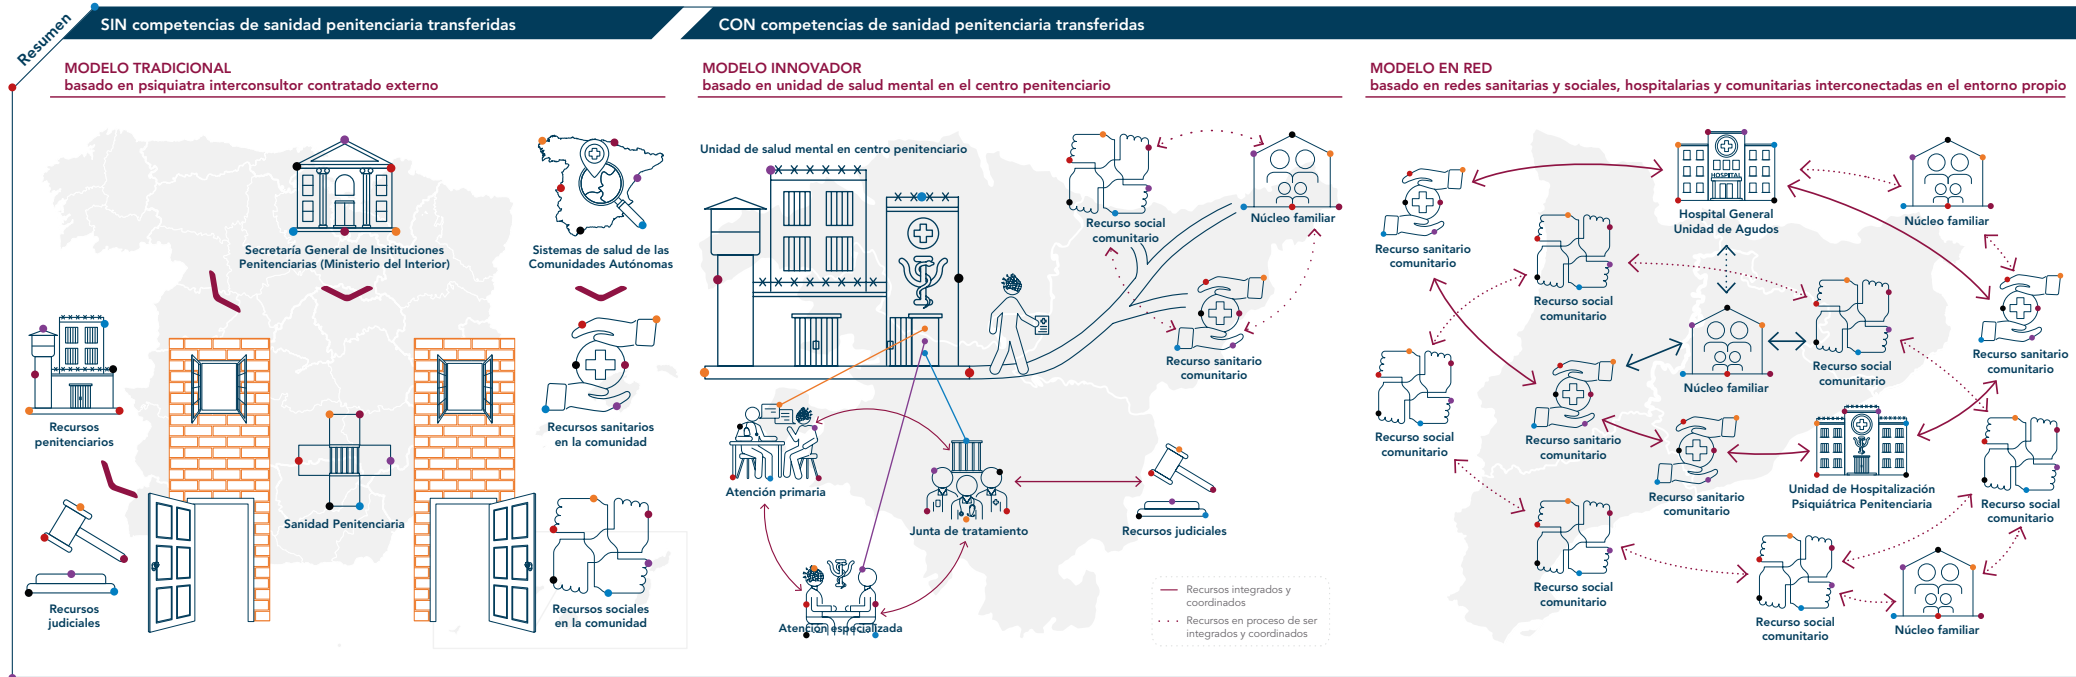 Resumen
SIN competencias de sanidad penitenciaria transferidas
CON competencias de sanidad penitenciaria transferidas
MODELO TRADICIONAL
basado en psiquiatra interconsultor contratado externo
Secretaría General de Insitituciones
Penitenciarias (Ministerio del Interior)
Sistemas de salud de las
Comunidades Autónomas
Recursos
penitenciarios
Recursos sanitarios
en la comunidad
Sanidad Penitenciaria
Recursos
judiciales
Recursos sociales
en la comunidad
MODELO INNOVADOR
basado en unidad de salud mental en el centro penitenciario
Unidad de salud mental en centro penitenciario
Recurso social
comunitario
Núcleo familiar
Recurso sanitario
comunitario
Atención primaria
Junta de tratamiento
Recursos judiciales
Atención especializada
Recursos integrados y
coordinados
Recursos en proceso de ser
integrados y coordinados
MODELO EN RED
basado en redes sanitarias y sociales, hospitalarias y comunitarias interconectadas en el entorno propio
HOSPITAL
Hospital General
Unidad de Agudos
Núcleo familiar
Recurso sanitario
comunitario
Recurso social
comunitario
Recurso sanitario
comunitario
Núcleo familiar
Recurso social
comunitario
Recurso social
comunitario
Recurso sanitario
comunitario
Recurso sanitario
comunitario
Unidad de Hospitalización
Psiquiátrica Penitenciaria
Recurso social
comunitario
Recurso social
comunitario
Recurso social
comunitario
Núcleo familiar